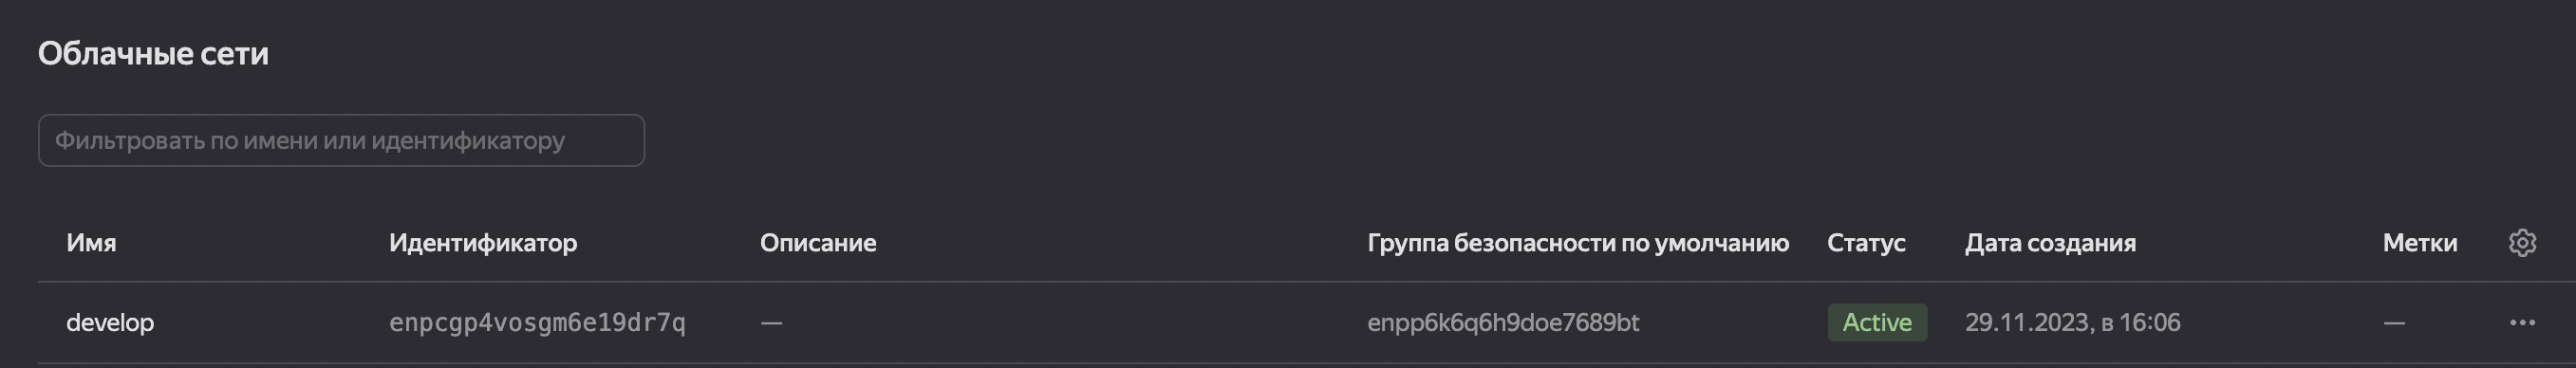 Облачные сети
Фильтровать по имени или идентификатору
Имя Идентификатор Описание Группа безопасности по умолчанию Статус Дата создания Метки
develop enpcgp4vosgm6e19dr7q — enpp6k6q6h9doe7689bt Active 29.11.2023, в 16:06 —